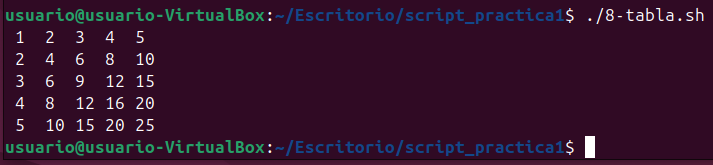 usuario@usuario-VirtualBox:~/Escritorio/script_practica1$ ./8-tabla.sh
1 2 3 4 5
2 4 6 8 10
3 6 9 12 15
4 8 12 16 20
5 10 15 20 25
usuario@usuario-VirtualBox:~/Escritorio/script_practica1$